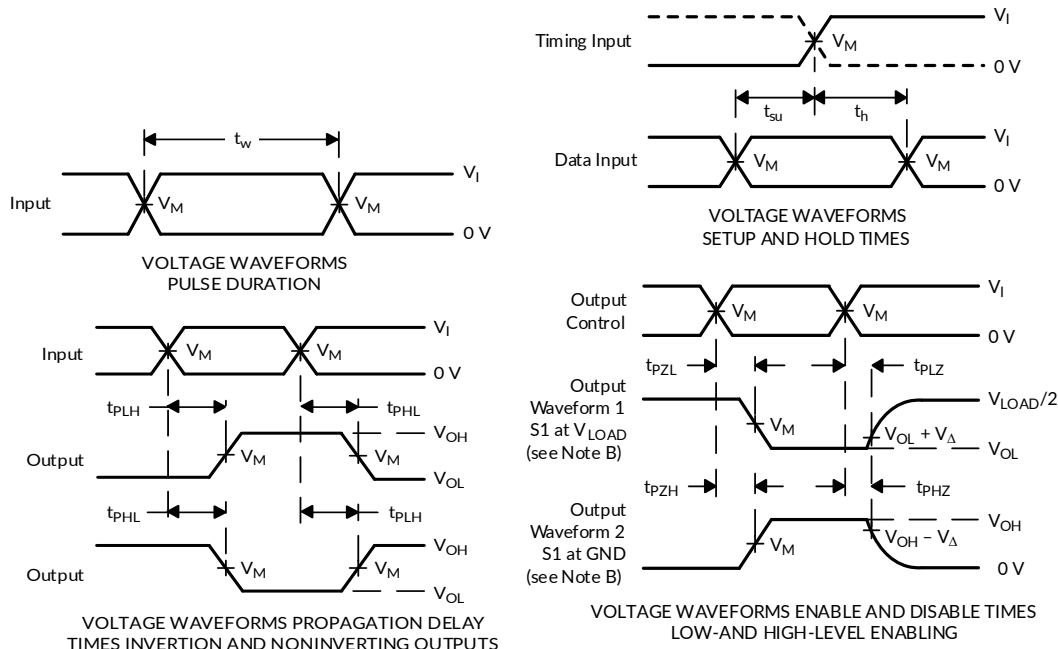 t_w
V_I
Input
V_M
V_M
0 V
VOLTAGE WAVEFORMS
PULSE DURATION
Timing Input
V_I
V_M
0 V
t_su
t_h
Data Input
V_I
V_M
V_M
0 V
VOLTAGE WAVEFORMS
SETUP AND HOLD TIMES
Input
V_I
V_M
V_M
0 V
t_PLH
t_PHL
Output
V_OH
V_M
V_M
V_OL
t_PHL
t_PLH
Output
V_OH
V_M
V_M
V_OL
VOLTAGE WAVEFORMS PROPAGATION DELAY
TIMES INVERTION AND NONINVERTING OUTPUTS
Output
Control
V_I
V_M
V_M
0 V
t_PZL
t_PLZ
Output
Waveform 1
S1 at V_LOAD
(see Note B)
V_LOAD/2
V_M
V_OL + V_Δ
V_OL
t_PZH
t_PHZ
Output
Waveform 2
S1 at GND
(see Note B)
V_OH
V_M
V_OH – V_Δ
0 V
VOLTAGE WAVEFORMS ENABLE AND DISABLE TIMES
LOW-AND HIGH-LEVEL ENABLING